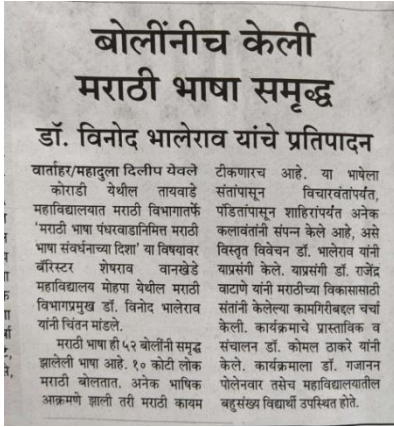 बोलींनीच केली
मराठी भाषा समृद्ध
डॉ. विनोद भालेराव यांचे प्रतिपादन
वार्ताहर/महादुला दिलीप येवले
कोराडी येथील तायवाडे
महाविद्यालयात मराठी विभागातर्फे
'मराठी भाषा पंधरवाडानिमित्त मराठी
भाषा संवर्धनाच्या दिशा' या विषयावर
बॅरिस्टर शेषराव वानखेडे
महाविद्यालय मोहपा येथील मराठी
विभागप्रमुख डॉ. विनोद भालेराव
यांनी चिंतन मांडले.
मराठी भाषा ही ५२ बोलींनी समृद्ध
झालेली भाषा आहे. १० कोटी लोक
मराठी बोलतात. अनेक भाषिक
आक्रमणे झाली तरी मराठी कायम
टीकणारच आहे. या भाषेला
संतांपासून विचारवंतांपर्यंत,
पंडितांपासून शाहिरांपर्यंत अनेक
कलावंतांनी संपन्न केले आहे, असे
विस्तृत विवेचन डॉ. भालेराव यांनी
याप्रसंगी केले. याप्रसंगी डॉ. राजेंद्र
वाटाणे यांनी मराठीच्या विकासासाठी
संतांनी केलेल्या कामगिरीबद्दल चर्चा
केली. कार्यक्रमाचे प्रास्ताविक व
संचालन डॉ. कोमल ठाकरे यांनी
केले. कार्यक्रमाला डॉ. गजानन
पोलेनवार तसेच महाविद्यालयातील
बहुसंख्य विद्यार्थी उपस्थित होते.